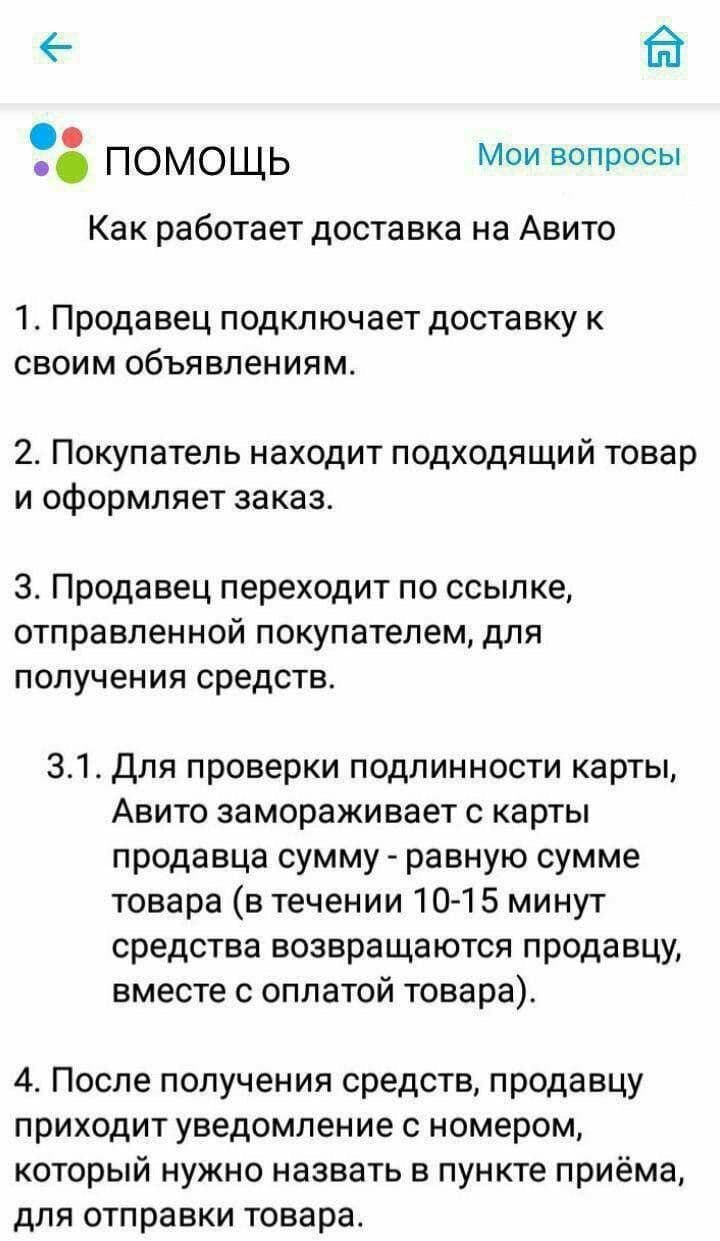 ПОМОЩЬ
Мои вопросы
Как работает доставка на Авито
1. Продавец подключает доставку к
своим объявлениям.
2. Покупатель находит подходящий товар
и оформляет заказ.
3. Продавец переходит по ссылке,
отправленной покупателем, для
получения средств.
3.1. Для проверки подлинности карты,
Авито замораживает с карты
продавца сумму - равную сумме
товара (в течении 10-15 минут
средства возвращаются продавцу,
вместе с оплатой товара).
4. После получения средств, продавцу
приходит уведомление с номером,
который нужно назвать в пункте приёма,
для отправки товара.